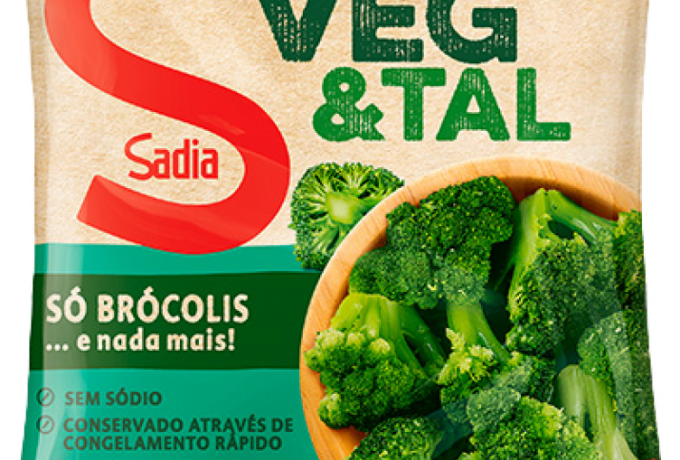 VEG
&TAL
Sadia
SÓ BRÓCOLIS
... e nada mais!
SEM SÓDIO
CONSERVADO ATRAVÉS DE
CONGELAMENTO RÁPIDO